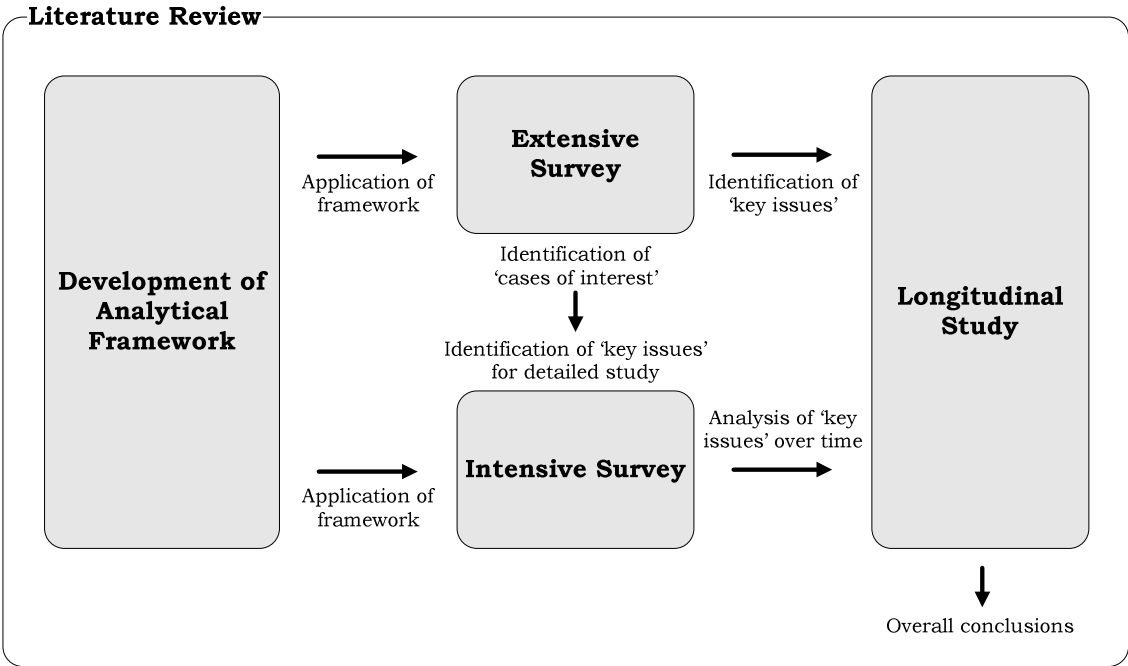 Literature Review
Development of
Analytical
Framework
Application of
framework
Application of
framework
Extensive
Survey
Identification of
‘cases of interest’
Identification of ‘key issues’
for detailed study
Intensive Survey
Identification of
‘key issues’
Analysis of ‘key
issues’ over time
Longitudinal
Study
Overall conclusions